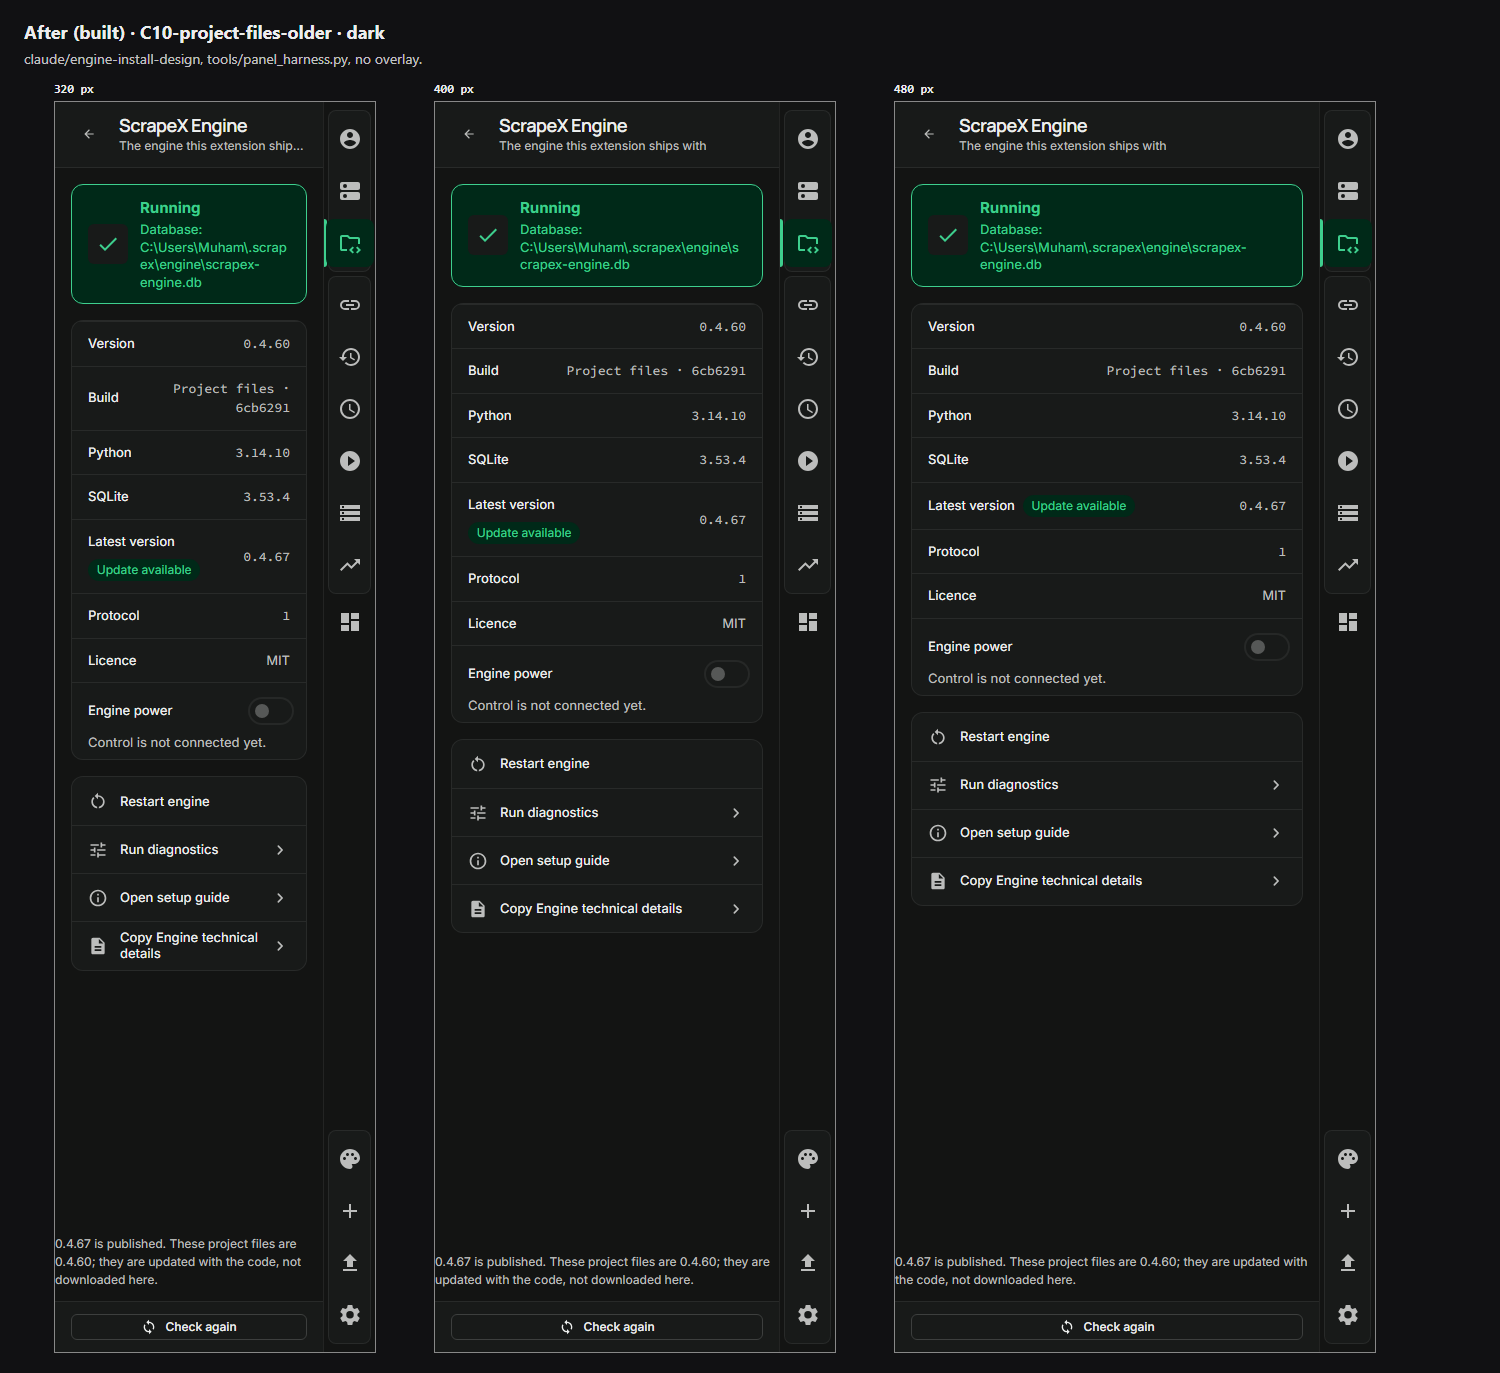 After (built) · C10-project-files-older · dark
claude/engine-install-design, tools/panel_harness.py, no overlay.
320 px
ScrapeX Engine
The engine this extension ship...
Running
Database:
C:\Users\Muham\.scrap
ex\engine\scrapex-
engine.db
Version 0.4.60
Build Project files ·
6cb6291
Python 3.14.10
SQLite 3.53.4
Latest version
Update available 0.4.67
Protocol 1
Licence MIT
Engine power
Control is not connected yet.
Restart engine
Run diagnostics
Open setup guide
Copy Engine technical
details
0.4.67 is published. These project files are
0.4.60; they are updated with the code, not
downloaded here.
Check again
400 px
ScrapeX Engine
The engine this extension ships with
Running
Database:
C:\Users\Muham\.scrapex\engine\s
crapex-engine.db
Version 0.4.60
Build Project files · 6cb6291
Python 3.14.10
SQLite 3.53.4
Latest version
Update available 0.4.67
Protocol 1
Licence MIT
Engine power
Control is not connected yet.
Restart engine
Run diagnostics
Open setup guide
Copy Engine technical details
0.4.67 is published. These project files are 0.4.60; they are
updated with the code, not downloaded here.
Check again
480 px
ScrapeX Engine
The engine this extension ships with
Running
Database:
C:\Users\Muham\.scrapex\engine\scrapex-
engine.db
Version 0.4.60
Build Project files · 6cb6291
Python 3.14.10
SQLite 3.53.4
Latest version Update available 0.4.67
Protocol 1
Licence MIT
Engine power
Control is not connected yet.
Restart engine
Run diagnostics
Open setup guide
Copy Engine technical details
0.4.67 is published. These project files are 0.4.60; they are updated with
the code, not downloaded here.
Check again